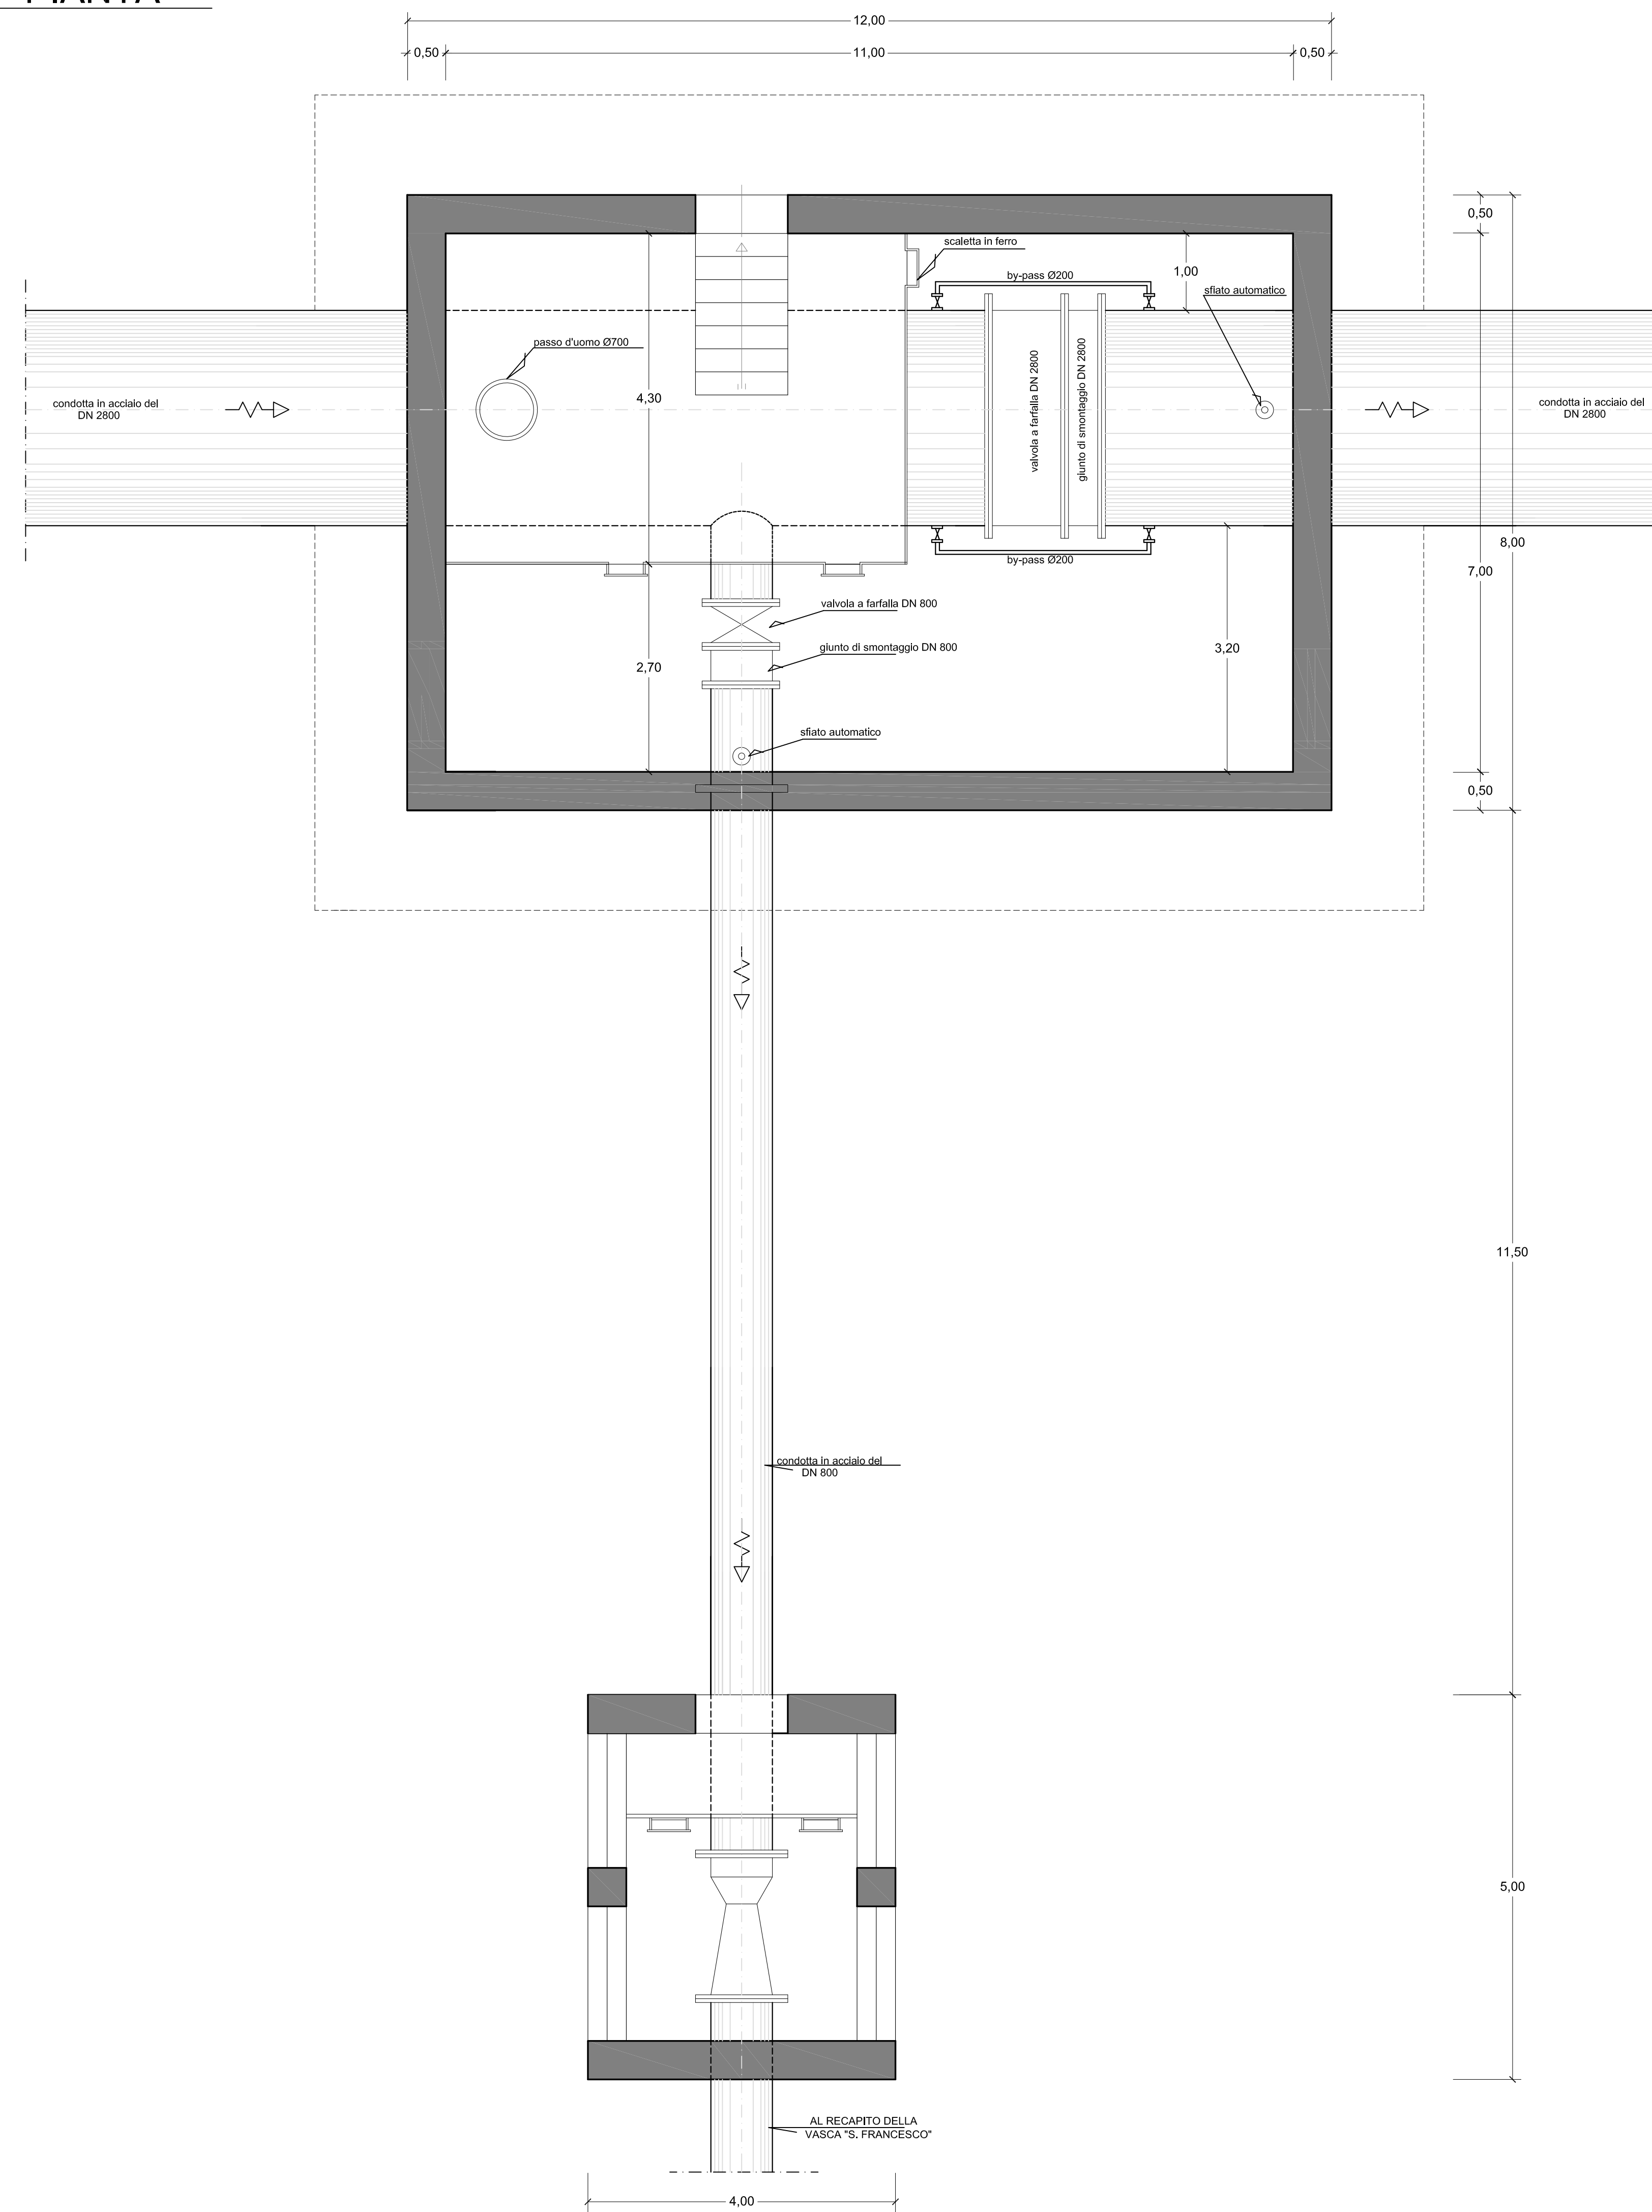 PIANTA
12,00
0,50
11,00
0,50
0,50
scaletta in ferro
1,00
by-pass Ø200
sfiato automatico
passo d'uomo Ø700
4,30
condotta in acciaio del
DN 2800
valvola a farfalla DN 2800
giunto di smontaggio DN 2800
condotta in acciaio del
DN 2800
by-pass Ø200
8,00
7,00
valvola a farfalla DN 800
giunto di smontaggio DN 800
3,20
2,70
sfiato automatico
0,50
11,50
condotta in acciaio del
DN 800
5,00
AL RECAPITO DELLA
VASCA "S. FRANCESCO"
4,00